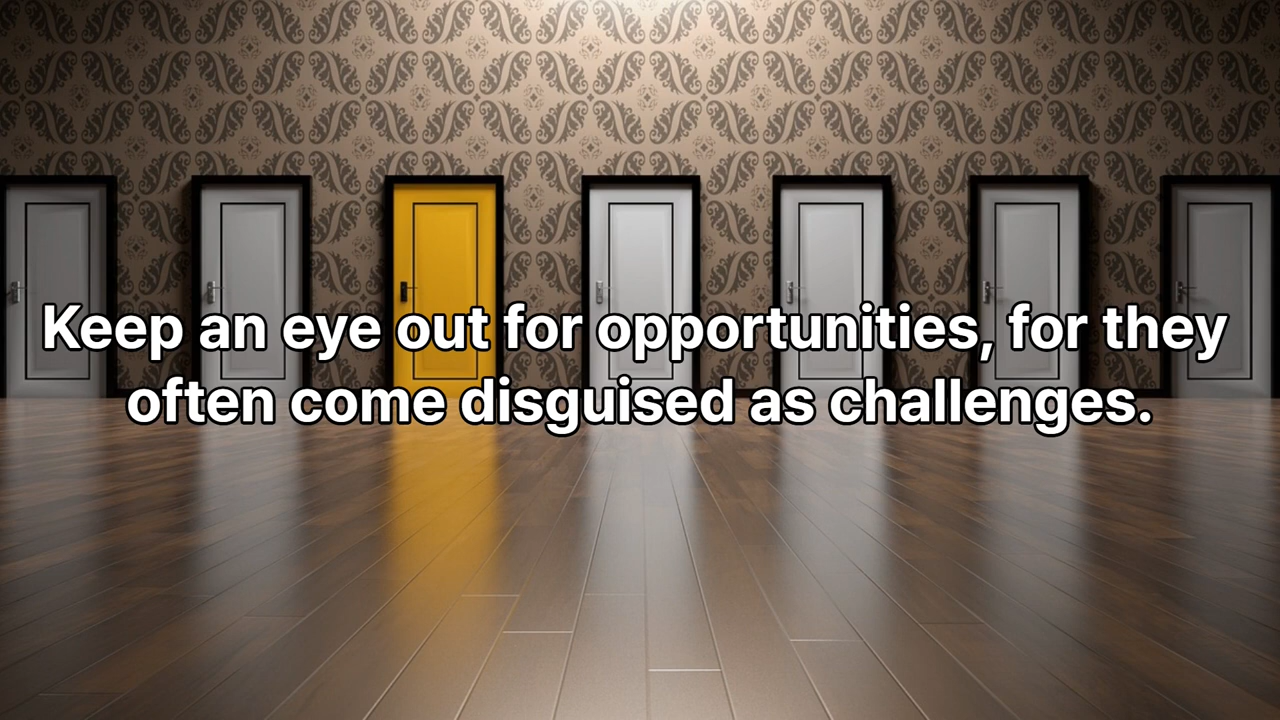 Keep an eye out for opportunities, for they
often come disguised as challenges.